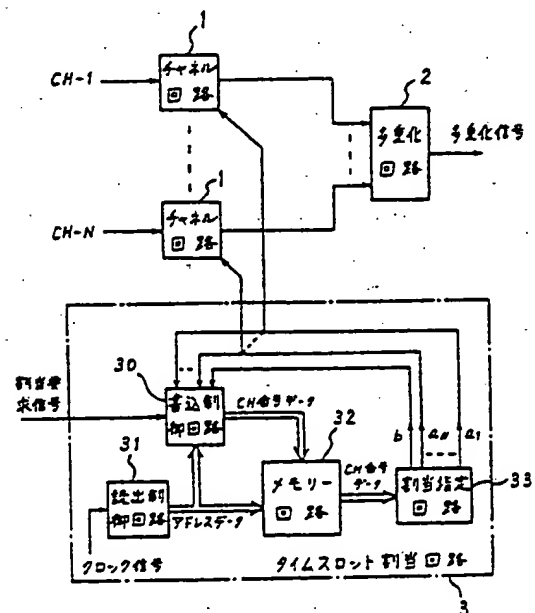 1
CH-1
チャネル
回路
2
多重化
回路
多重化信号
1
CH-N
チャネル
回路
30
割当要
求信号
書込制
御回路
CH番号データ
32
b
aN
a1
31
読出制
御回路
アドレスデータ
メモリー
回路
CH番号
データ
割当指定
回路
33
クロック信号
タイムスロット割当回路
3